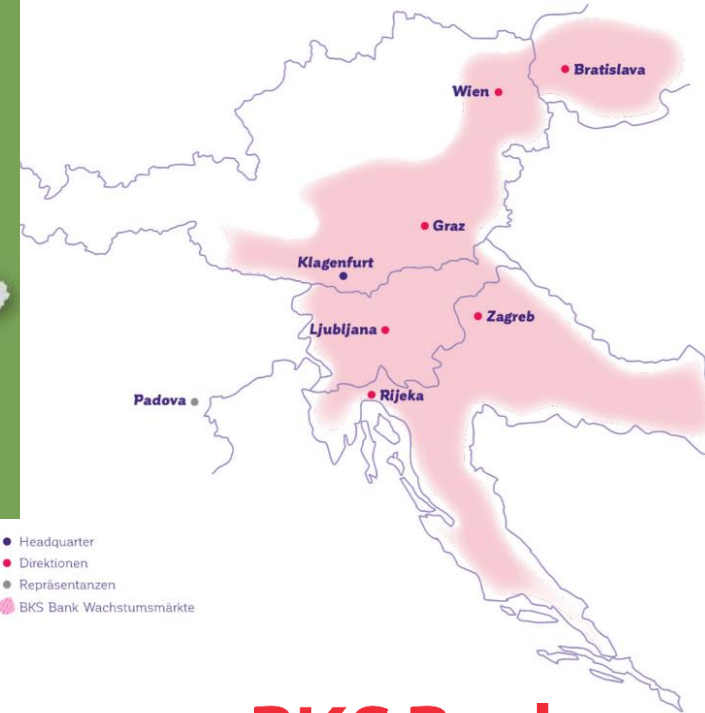 Bratislava
Wien
Graz
Klagenfurt
Zagreb
Ljubljana
Rijeka
Padova
Headquarter
Direktionen
Repräsentanzen
BKS Bank Wachstumsmärkte